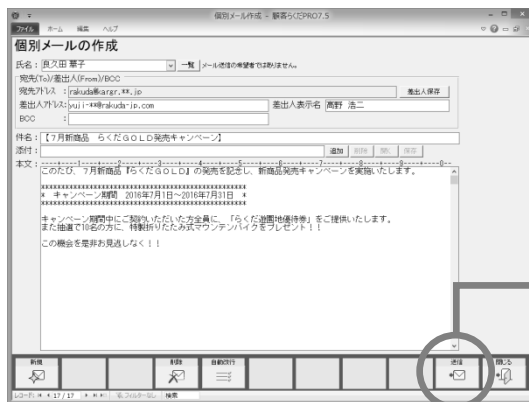 個別メール作成 - 顧客らくだPRO7.5
ファイル ホーム 編集 ヘルプ
個別メールの作成
氏名： 良久田 葉子 一覧 メール送信の希望者ではありません。
宛先(To)/差出人(From)/BCC
宛先アドレス ： rakuda@kargr.**.jp 差出人保存
差出人アドレス： yuji-**@rakuda-jp.com 差出人表示名 高野 浩二
BCC ：
件名： 【7月新商品 らくだGOLD発売キャンペーン】
添付： 追加 削除 開く 保存
本文： ----+----1----+----2----+----3----+----4----+----5----+----6----+----7----+----8----+----9----+----0--
このたび、7月新商品『らくだGOLD』の発売を記念し、新商品発売キャンペーンを実施いたします。
* キャンペーン期間 2016年7月1日～2016年7月31日 *
キャンペーン期間中にご契約いただいた方全員に、「らくだ遊園地優待券」をご提供いたします。
また抽選で10名の方に、特製折りたたみ式マウンテンバイクをプレゼント！！
この機会を是非お見逃しなく！！
新規 削除 自動改行 送信 閉じる
レコード: 17 / 17 フィルターなし 検索